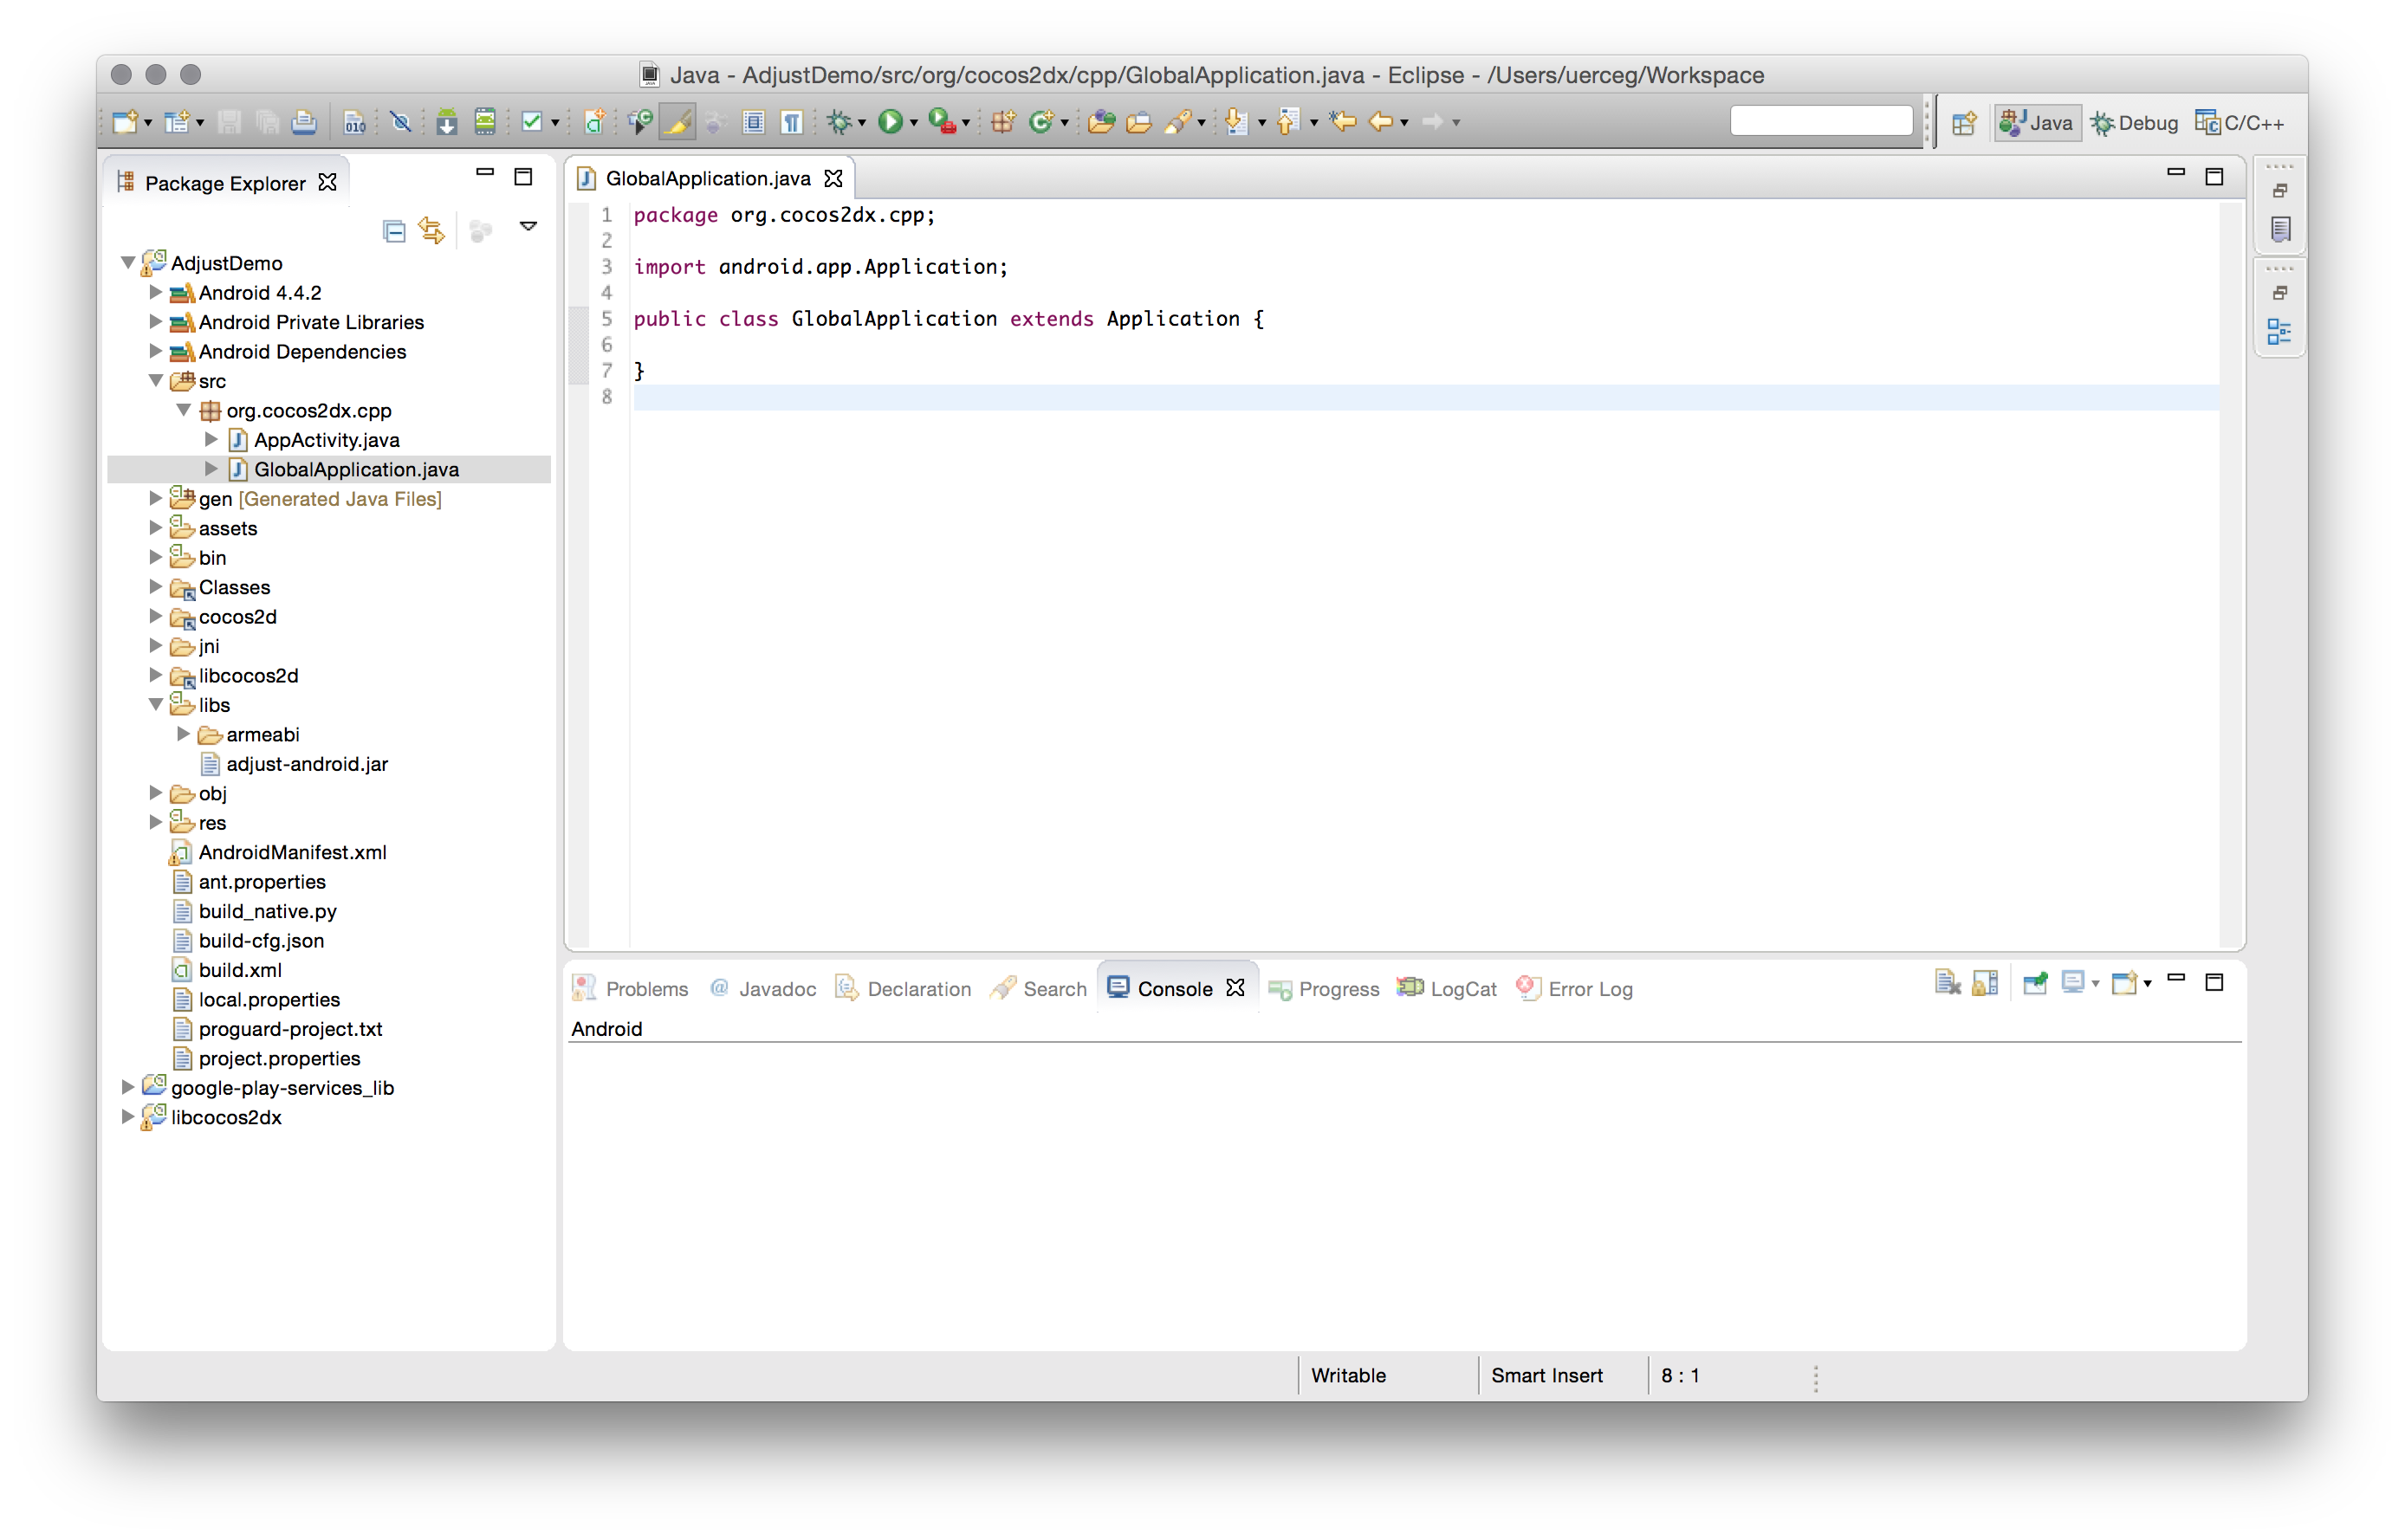 Java - AdjustDemo/src/org/cocos2dx/cpp/GlobalApplication.java - Eclipse - /Users/uerceg/Workspace
010
Java
Debug
C/C++
Package Explorer
AdjustDemo
Android 4.4.2
Android Private Libraries
Android Dependencies
src
org.cocos2dx.cpp
AppActivity.java
GlobalApplication.java
gen [Generated Java Files]
assets
bin
Classes
cocos2d
jni
libcocos2d
libs
armeabi
adjust-android.jar
obj
res
AndroidManifest.xml
ant.properties
build_native.py
build-cfg.json
build.xml
local.properties
proguard-project.txt
project.properties
google-play-services_lib
libcocos2dx
GlobalApplication.java
1 package org.cocos2dx.cpp;
2
3 import android.app.Application;
4
5 public class GlobalApplication extends Application {
6
7 }
8
Problems
Javadoc
Declaration
Search
Console
Progress
LogCat
Error Log
Android
Writable
Smart Insert
8 : 1